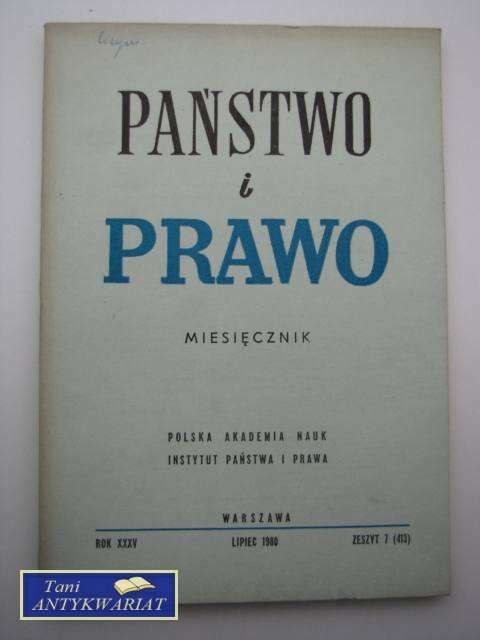 PAŃSTWO
i
PRAWO
MIESIĘCZNIK
POLSKA AKADEMIA NAUK
INSTYTUT PAŃSTWA I PRAWA
WARSZAWA
ROK XXXV LIPIEC 1980 ZESZYT 7 (413)
Tani
ANTYKWARIAT